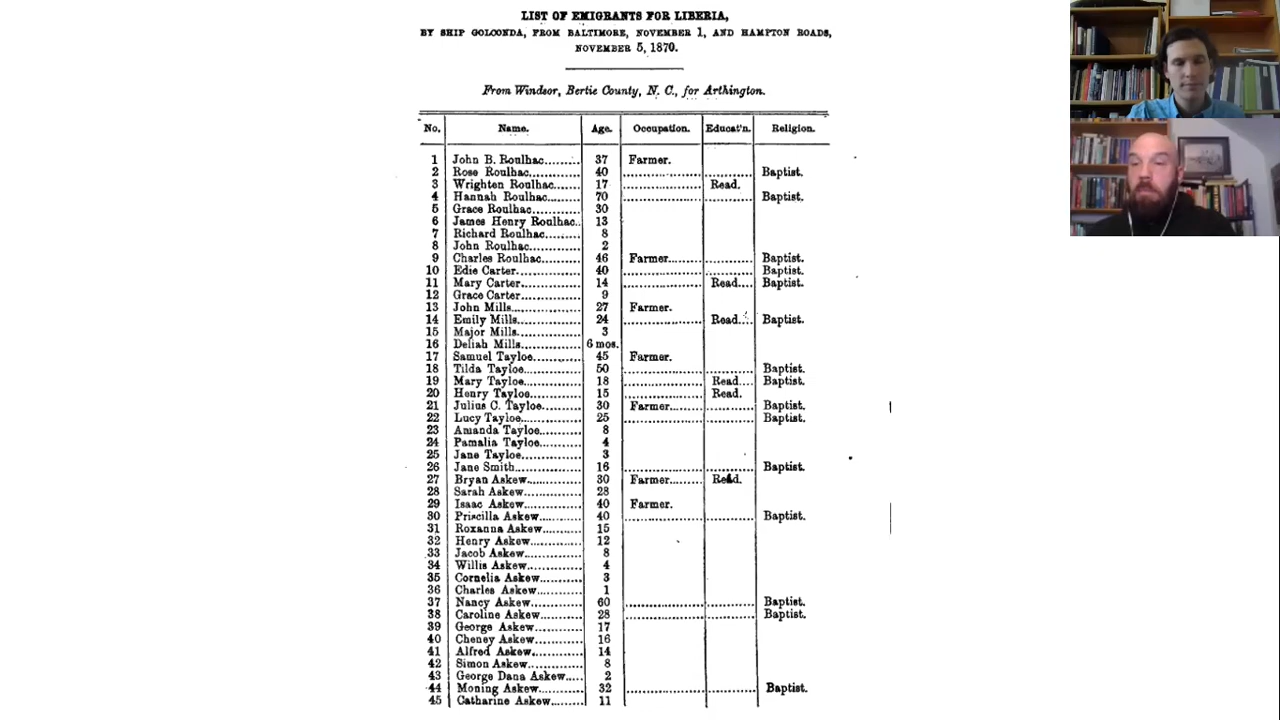 LIST OF EMIGRANTS FOR LIBERIA,
BY SHIP GOLCONDA, FROM BALTIMORE, NOVEMBER 1, AND HAMPTON ROADS,
NOVEMBER 5, 1870.
From Windsor, Bertie County, N. C., for Arthington.
No. Name. Age. Occupation. Educat'n. Religion.
1 John B. Roulhac......... 37 Farmer.
2 Rose Roulhac............ 40 .................... ............ Baptist.
3 Wrighten Roulhac....... 17 .................... Read.
4 Hannah Roulhac......... 70 .................... ............ Baptist.
5 Grace Roulhac........... 30
6 James Henry Roulhac.. 13
7 Richard Roulhac......... 8
8 John Roulhac............ 2
9 Charles Roulhac......... 46 Farmer......... ............ Baptist.
10 Edie Carter............... 40 .................... ............ Baptist.
11 Mary Carter.............. 14 .................... Read.... Baptist.
12 Grace Carter............. 9
13 John Mills................ 27 Farmer.
14 Emily Mills............... 24 .................... Read.... Baptist.
15 Major Mills............... 3
16 Deliah Mills.............. 6 mos.
17 Samuel Tayloe........... 45 Farmer.
18 Tilda Tayloe............. 50 .................... ............ Baptist.
19 Mary Tayloe............. 18 .................... Read.... Baptist.
20 Henry Tayloe............ 15 .................... Read.
21 Julius C. Tayloe......... 30 Farmer......... ............ Baptist.
22 Lucy Tayloe.............. 25 .................... ............ Baptist.
23 Amanda Tayloe.......... 8
24 Pamalia Tayloe.......... 4
25 Jane Tayloe.............. 3
26 Jane Smith............... 16 .................... ............ Baptist.
27 Bryan Askew............. 30 Farmer......... Read.
28 Sarah Askew............. 28
29 Isaac Askew.............. 40 Farmer.
30 Priscilla Askew.......... 40 .................... ............ Baptist.
31 Roxanna Askew.......... 15
32 Henry Askew............. 12
33 Jacob Askew............. 8
34 Willis Askew............. 4
35 Cornelia Askew.......... 3
36 Charles Askew........... 1
37 Nancy Askew............. 60 .................... ............ Baptist.
38 Caroline Askew.......... 28 .................... ............ Baptist.
39 George Askew............ 17
40 Cheney Askew............ 16
41 Alfred Askew............. 14
42 Simon Askew............. 8
43 George Dana Askew..... 2
44 Moning Askew............ 32 .................... ............ Baptist.
45 Catharine Askew......... 11